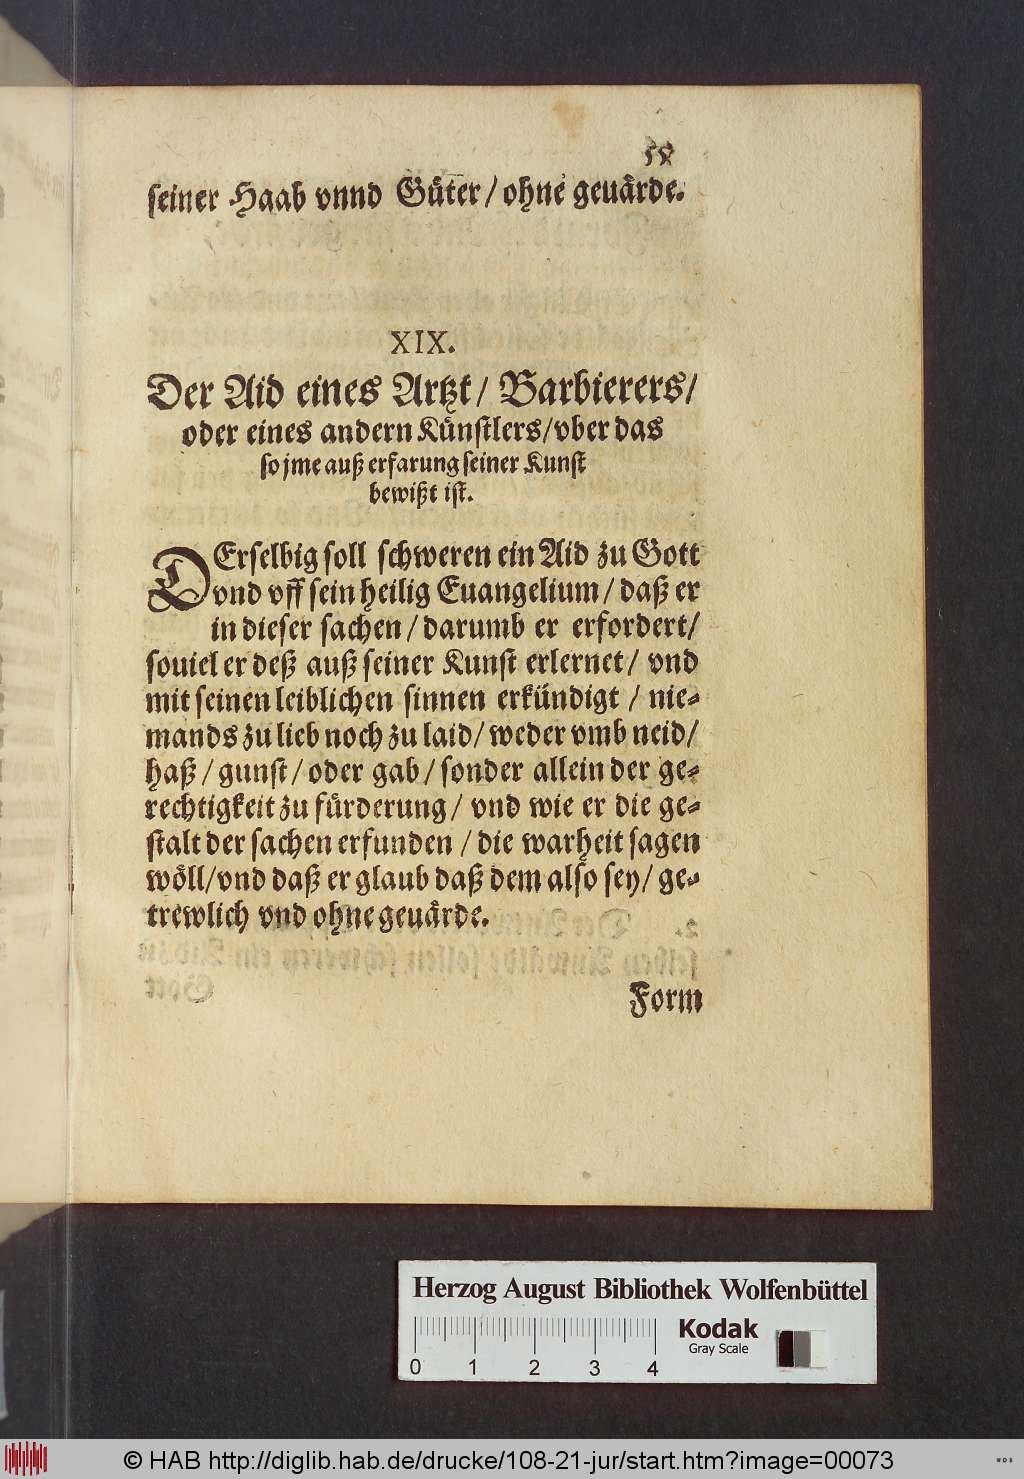 58
seiner Haab vnnd Güter / ohne geuärde.
XIX.
Der Aid eines Artzt / Barbierers /
oder eines andern Künstlers / vber das
so jme auß erfarung seiner Kunst
bewißt ist.
DErselbig soll schweren ein Aid zu Gott
vnd vff sein heilig Euangelium / daß er
in dieser sachen / darumb er erfordert /
souiel er deß auß seiner Kunst erlernet / vnd
mit seinen leiblichen sinnen erkündigt / nie-
mands zu lieb noch zu laid / weder vmb neid /
haß / gunst / oder gab / sonder allein der ge-
rechtigkeit zu fürderung / vnd wie er die ge-
stalt der sachen erfunden / die warheit sagen
wöll / vnd daß er glaub daß dem also sey / ge-
trewlich vnd ohne geuärde.
Form
Herzog August Bibliothek Wolfenbüttel
Kodak
Gray Scale
0 1 2 3 4
© HAB http://diglib.hab.de/drucke/108-21-jur/start.htm?image=00073